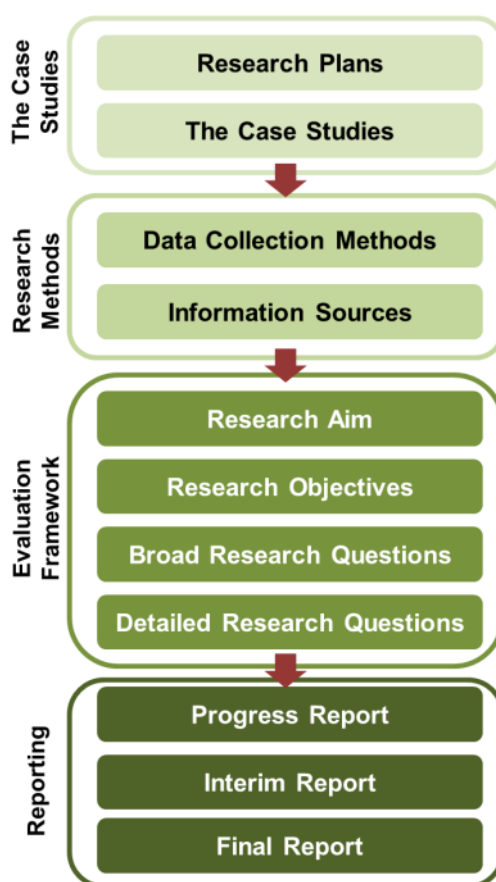 The Case
Studies
Research Plans
The Case Studies
Research
Methods
Data Collection Methods
Information Sources
Evaluation
Framework
Research Aim
Research Objectives
Broad Research Questions
Detailed Research Questions
Reporting
Progress Report
Interim Report
Final Report